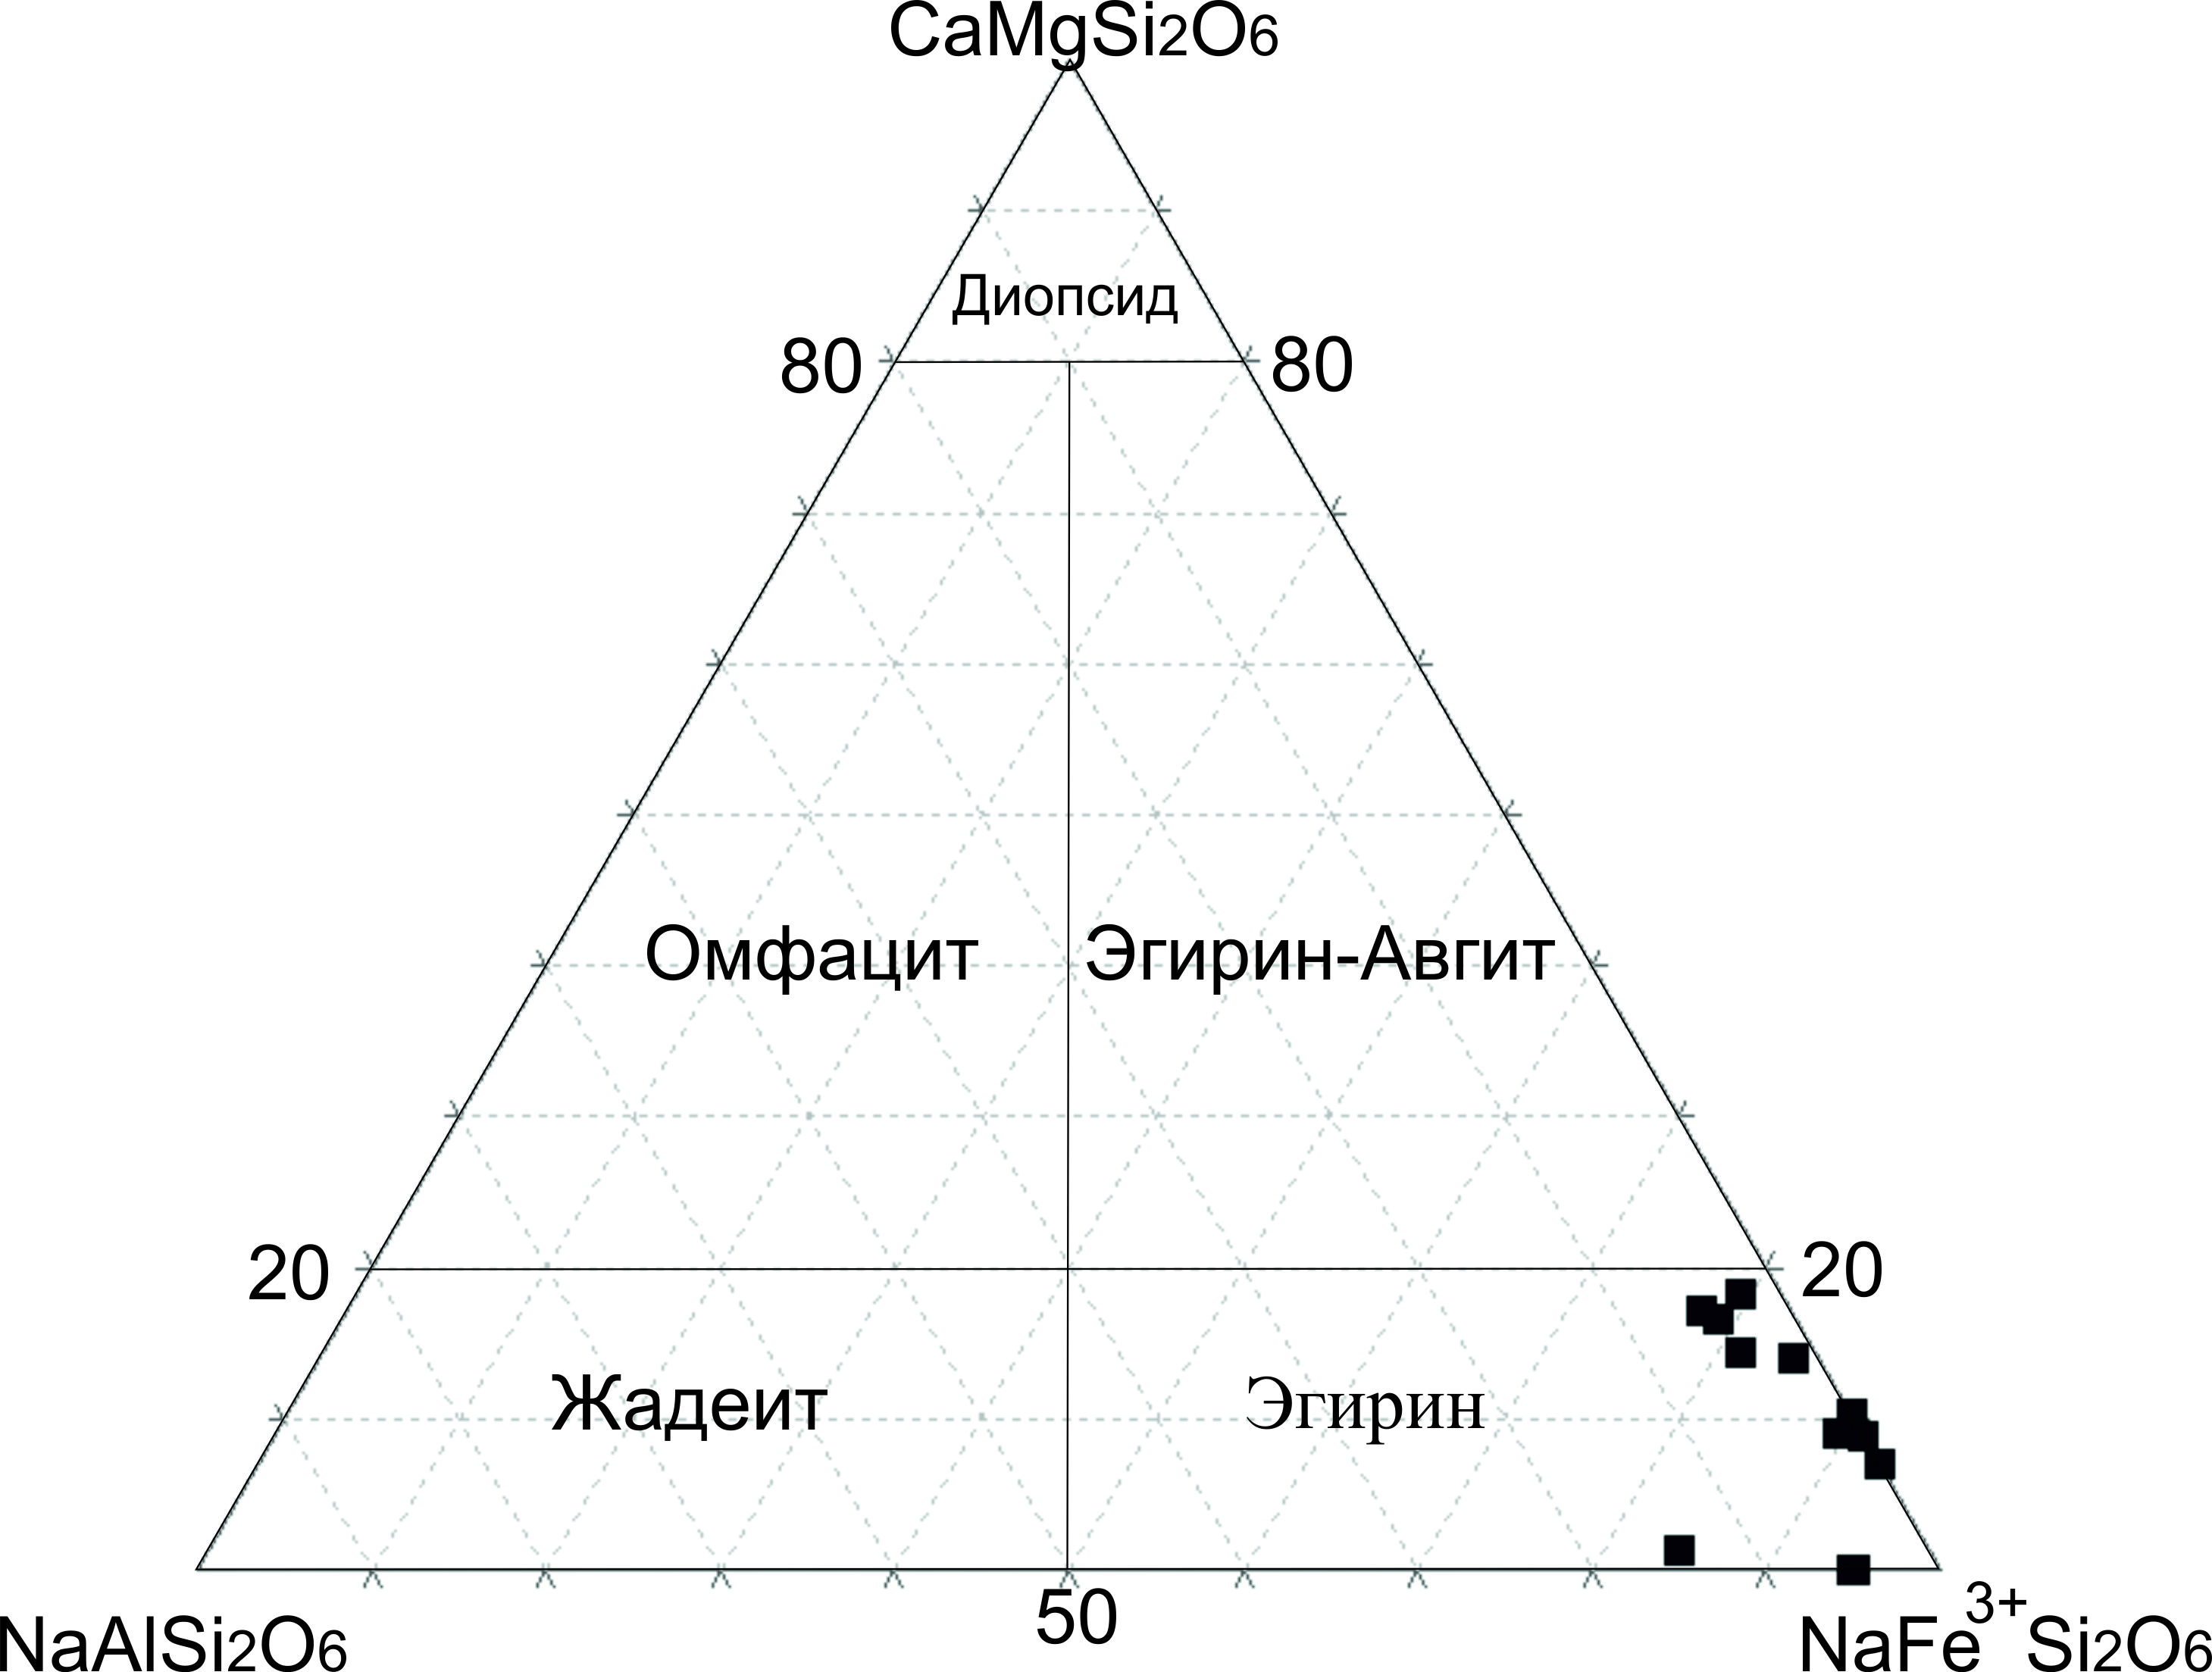 CaMgSi2O6
Диопсид
80 80
Омфацит Эгирин-Авгит
20 20
Жадеит Эгирин
50
NaAlSi2O6 NaFe3+Si2O6